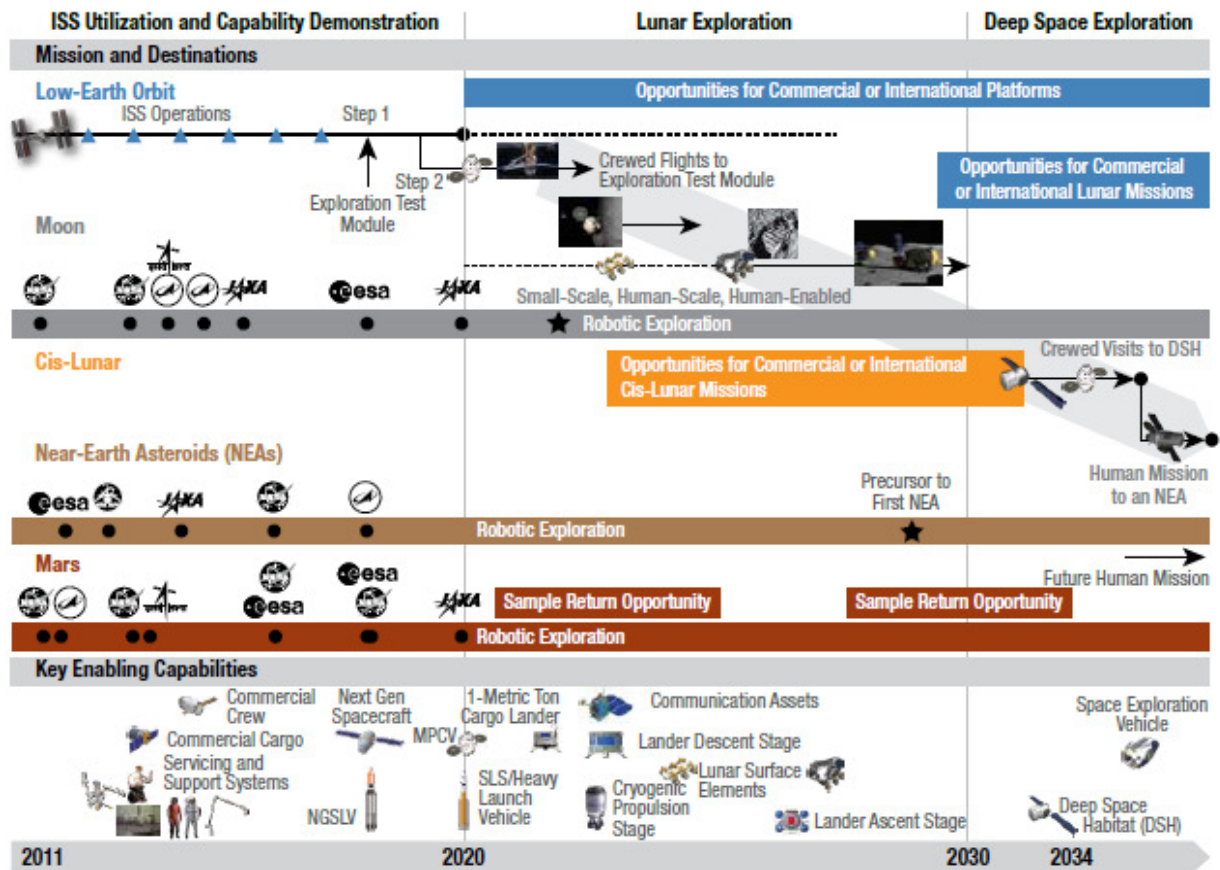 ISS Utilization and Capability Demonstration
Lunar Exploration
Deep Space Exploration
Mission and Destinations
Low-Earth Orbit
Opportunities for Commercial or International Platforms
ISS Operations
Step 1
Step 2
Exploration Test
Module
Crewed Flights to
Exploration Test Module
Opportunities for Commercial
or International Lunar Missions
Moon
JAXA
esa
JAXA
Small-Scale, Human-Scale, Human-Enabled
Robotic Exploration
Cis-Lunar
Opportunities for Commercial or International
Cis-Lunar Missions
Crewed Visits to DSH
Human Mission
to an NEA
Near-Earth Asteroids (NEAs)
esa
JAXA
Precursor to
First NEA
Robotic Exploration
Mars
Future Human Mission
esa
esa
JAXA
Sample Return Opportunity
Sample Return Opportunity
Robotic Exploration
Key Enabling Capabilities
Commercial
Crew
Commercial Cargo
Servicing and
Support Systems
Next Gen
Spacecraft
NGSLV
MPCV
1-Metric Ton
Cargo Lander
SLS/Heavy
Launch
Vehicle
Communication Assets
Lander Descent Stage
Cryogenic
Propulsion
Stage
Lunar Surface
Elements
Lander Ascent Stage
Space Exploration
Vehicle
Deep Space
Habitat (DSH)
2011
2020
2030
2034